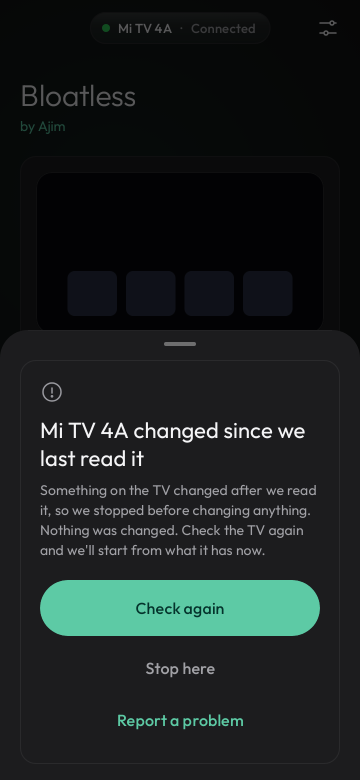 Mi TV 4A · Connected
Bloatless
by Ajim
Mi TV 4A changed since we
last read it
Something on the TV changed after we read
it, so we stopped before changing anything.
Nothing was changed. Check the TV again
and we'll start from what it has now.
Check again
Stop here
Report a problem